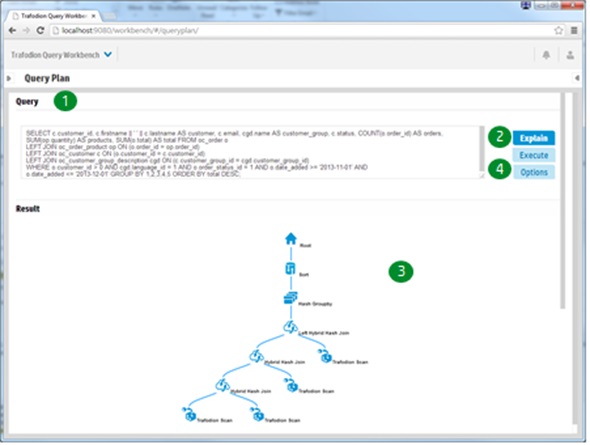 Trafodion Query Workbench
localhost:9080/workbench/#/queryplan/
Trafodion Query Workbench
Query Plan
Query
1
SELECT c.customer_id, c.firstname || ' ' || c.lastname AS customer, c.email, cgd.name AS customer_group, c.status, COUNT(o.order_id) AS orders,
SUM(op.quantity) AS products, SUM(o.total) AS total FROM oc_order o
LEFT JOIN oc_order_product op ON (o.order_id = op.order_id)
LEFT JOIN oc_customer c ON (o.customer_id = c.customer_id)
LEFT JOIN oc_customer_group_description cgd ON (c.customer_group_id = cgd.customer_group_id)
WHERE o.customer_id > 0 AND cgd.language_id = 1 AND o.order_status_id = 1 AND o.date_added >= '2013-11-01' AND
o.date_added <= '2013-12-01' GROUP BY 1,2,3,4,5 ORDER BY total DESC;
2
Explain
Execute
4
Options
Result
3
Root
Sort
Hash Groupby
Left Hybrid Hash Join
Hybrid Hash Join
Trafodion Scan
Hybrid Hash Join
Trafodion Scan
Trafodion Scan
Trafodion Scan